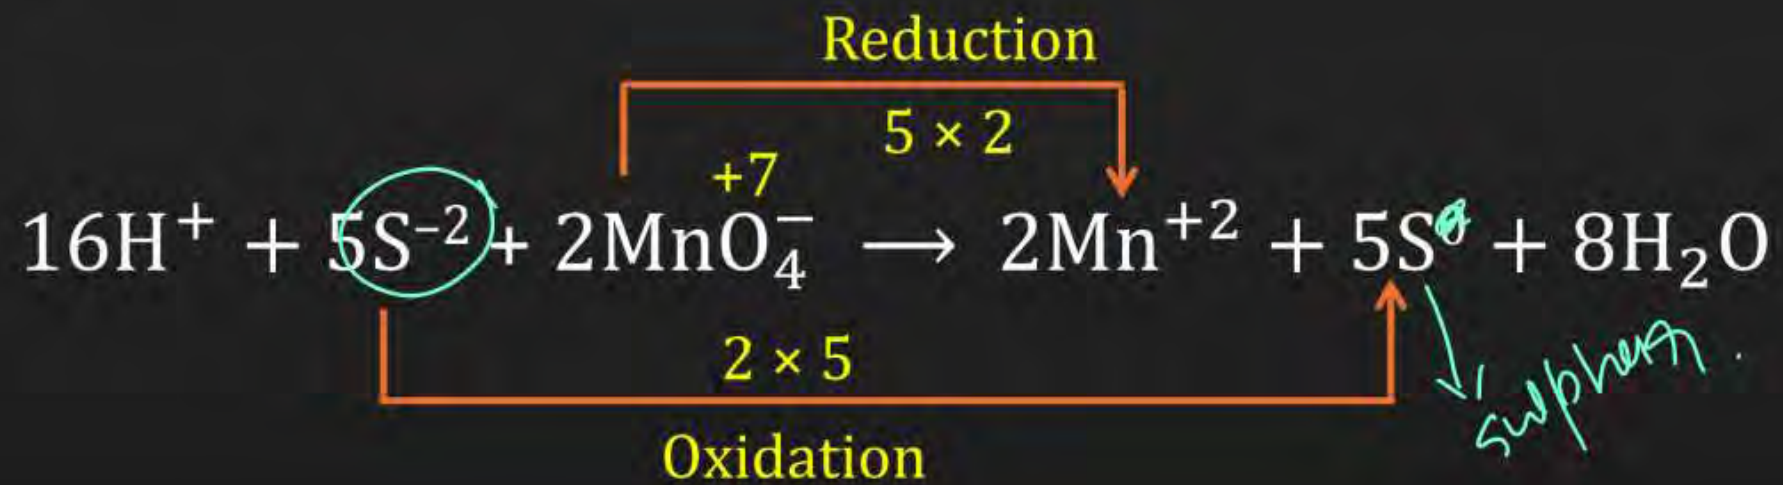 Reduction
5 × 2
+7
16H⁺ + 5S⁻² + 2MnO₄⁻ ⟶ 2Mn⁺² + 5S⁰ + 8H₂O
2 × 5
Oxidation